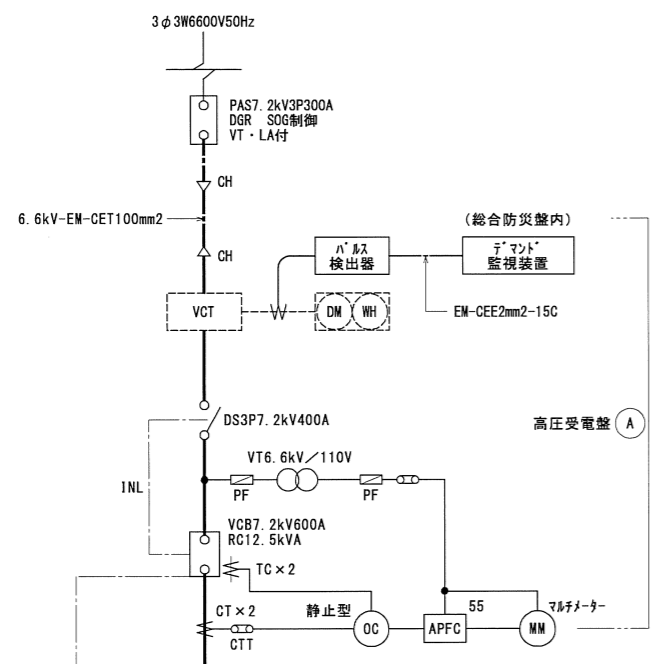 3φ3W6600V50Hz
PAS7.2kV3P300A
DGR SOG制御
VT・LA付
CH
6.6kV-EM-CET100mm2
CH
(総合防災盤内)
パルス
検出器
デマンド
監視装置
VCT
DM
WH
EM-CEE2mm2-15C
DS3P7.2kV400A
高圧受電盤
A
VT6.6kV/110V
INL
PF
PF
VCB7.2kV600A
RC12.5kVA
TC×2
CT×2
静止型
55
マルチメーター
OC
APFC
MM
CTT